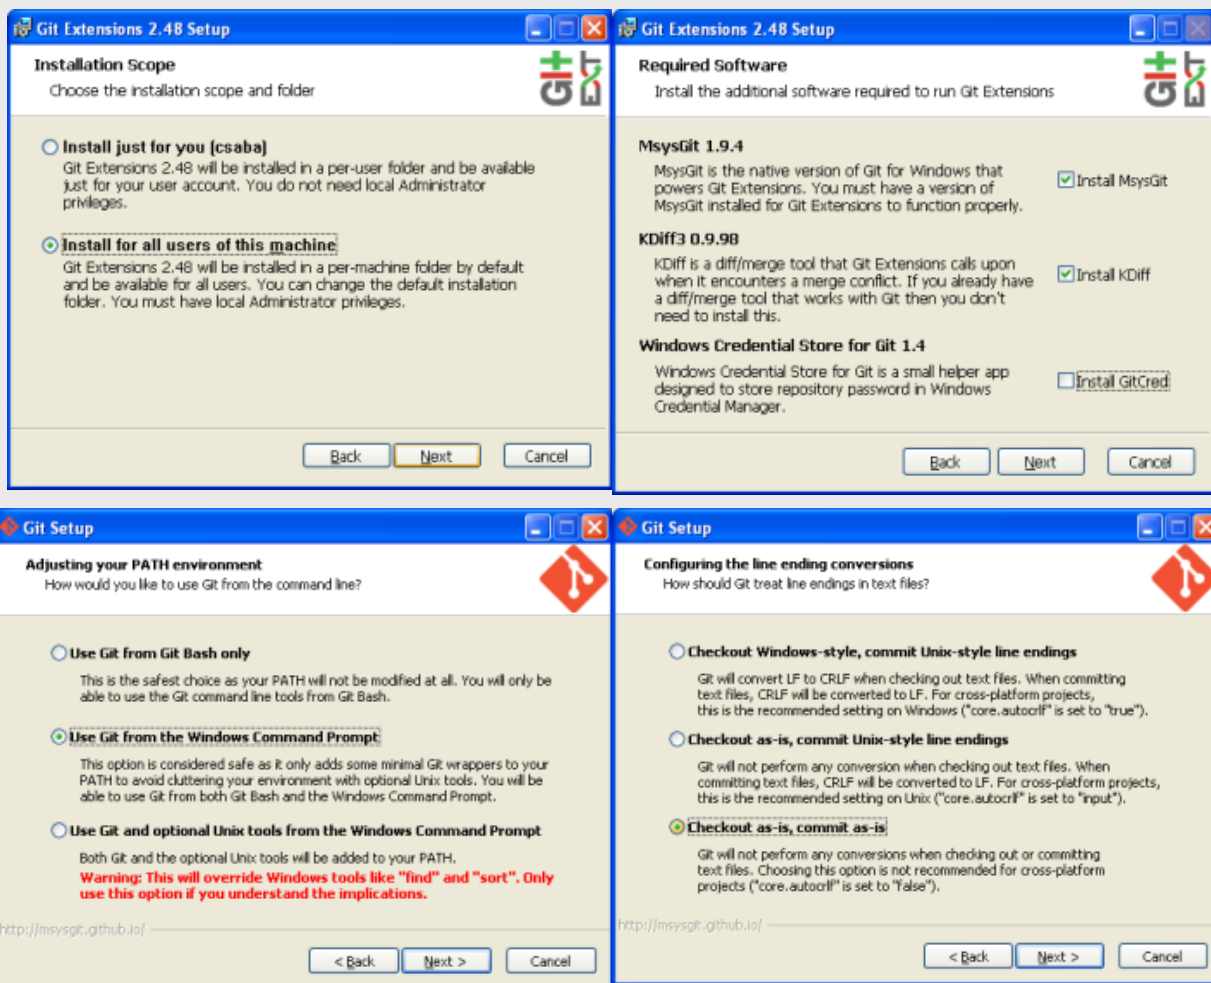 Git Extensions 2.48 Setup
Installation Scope
Choose the installation scope and folder
Install just for you (csaba)
Git Extensions 2.48 will be installed in a per-user folder and be available
just for your user account. You do not need local Administrator
privileges.
Install for all users of this machine
Git Extensions 2.48 will be installed in a per-machine folder by default
and be available for all users. You can change the default installation
folder. You must have local Administrator privileges.
Back
Next
Cancel
Git Extensions 2.48 Setup
Required Software
Install the additional software required to run Git Extensions
MsysGit 1.9.4
MsysGit is the native version of Git for Windows that
powers Git Extensions. You must have a version of
MsysGit installed for Git Extensions to function properly.
Install MsysGit
KDiff3 0.9.98
KDiff is a diff/merge tool that Git Extensions calls upon
when it encounters a merge conflict. If you already have
a diff/merge tool that works with Git then you don't
need to install this.
Install KDiff
Windows Credential Store for Git 1.4
Windows Credential Store for Git is a small helper app
designed to store repository password in Windows
Credential Manager.
Install GitCred
Back
Next
Cancel
Git Setup
Adjusting your PATH environment
How would you like to use Git from the command line?
Use Git from Git Bash only
This is the safest choice as your PATH will not be modified at all. You will only be
able to use the Git command line tools from Git Bash.
Use Git from the Windows Command Prompt
This option is considered safe as it only adds some minimal Git wrappers to your
PATH to avoid cluttering your environment with optional Unix tools. You will be
able to use Git from both Git Bash and the Windows Command Prompt.
Use Git and optional Unix tools from the Windows Command Prompt
Both Git and the optional Unix tools will be added to your PATH.
Warning: This will override Windows tools like "find" and "sort". Only
use this option if you understand the implications.
http://msysgit.github.io/
< Back
Next >
Cancel
Git Setup
Configuring the line ending conversions
How should Git treat line endings in text files?
Checkout Windows-style, commit Unix-style line endings
Git will convert LF to CRLF when checking out text files. When committing
text files, CRLF will be converted to LF. For cross-platform projects,
this is the recommended setting on Windows ("core.autocrlf" is set to "true").
Checkout as-is, commit Unix-style line endings
Git will not perform any conversion when checking out text files. When
committing text files, CRLF will be converted to LF. For cross-platform projects,
this is the recommended setting on Unix ("core.autocrlf" is set to "input").
Checkout as-is, commit as-is
Git will not perform any conversions when checking out or committing
text files. Choosing this option is not recommended for cross-platform
projects ("core.autocrlf" is set to "false").
http://msysgit.github.io/
< Back
Next >
Cancel